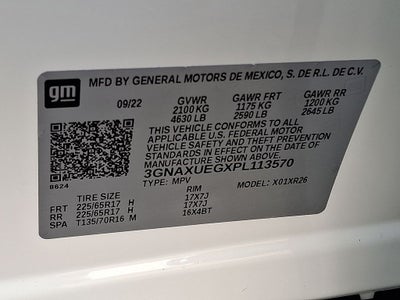 gm MFD BY GENERAL MOTORS DE MEXICO, S. DE R.L. DE C.V.
09/22 GVWR GAWR FRT GAWR RR
2100 KG 1175 KG 1200 KG
4630 LB 2590 LB 2645 LB
THIS VEHICLE CONFORMS TO ALL
APPLICABLE U.S. FEDERAL MOTOR
VEHICLE SAFETY AND THEFT PREVENTION
STANDARDS IN EFFECT ON THE DATE OF
MANUFACTURE SHOWN ABOVE.
3GNAXUEGXPL113570
8624 TYPE: MPV MODEL: X01XR26
TIRE SIZE RIM
FRT 225/65R17 H 17X7J
RR 225/65R17 H 17X7J
SPA T135/70R16 M 16X4BT